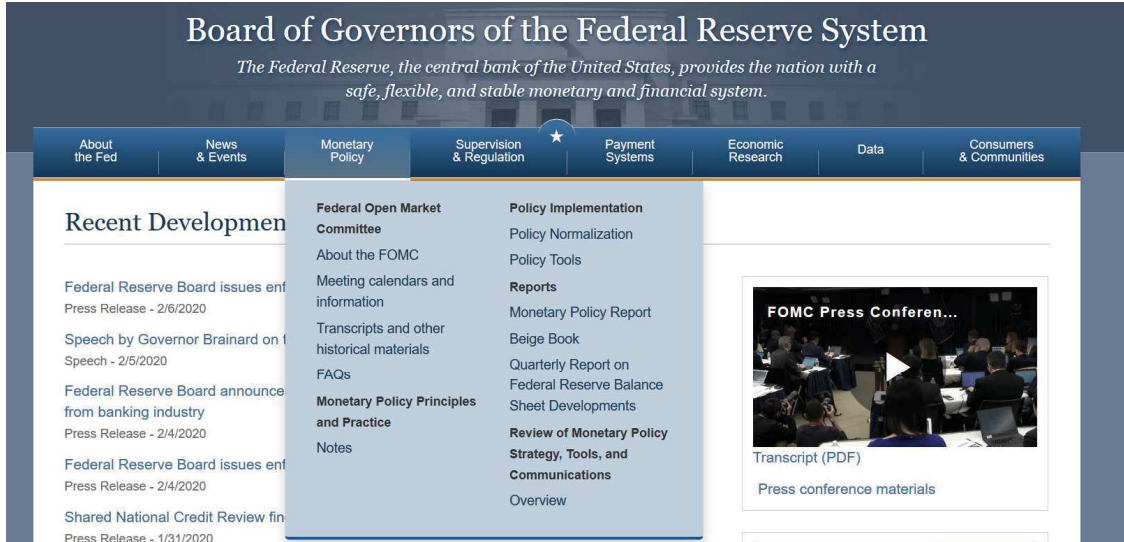 Board of Governors of the Federal Reserve System
The Federal Reserve, the central bank of the United States, provides the nation with a
safe, flexible, and stable monetary and financial system.
About
the Fed
News
& Events
Monetary
Policy
Supervision
& Regulation
Payment
Systems
Economic
Research
Data
Consumers
& Communities
Recent Developmen
Federal Reserve Board issues enf
Press Release - 2/6/2020
Speech by Governor Brainard on t
Speech - 2/5/2020
Federal Reserve Board announce
from banking industry
Press Release - 2/4/2020
Federal Reserve Board issues enf
Press Release - 2/4/2020
Shared National Credit Review fin
Press Release - 1/31/2020
Federal Open Market
Committee
About the FOMC
Meeting calendars and
information
Transcripts and other
historical materials
FAQs
Monetary Policy Principles
and Practice
Notes
Policy Implementation
Policy Normalization
Policy Tools
Reports
Monetary Policy Report
Beige Book
Quarterly Report on
Federal Reserve Balance
Sheet Developments
Review of Monetary Policy
Strategy, Tools, and
Communications
Overview
FOMC Press Conferen...
Transcript (PDF)
Press conference materials